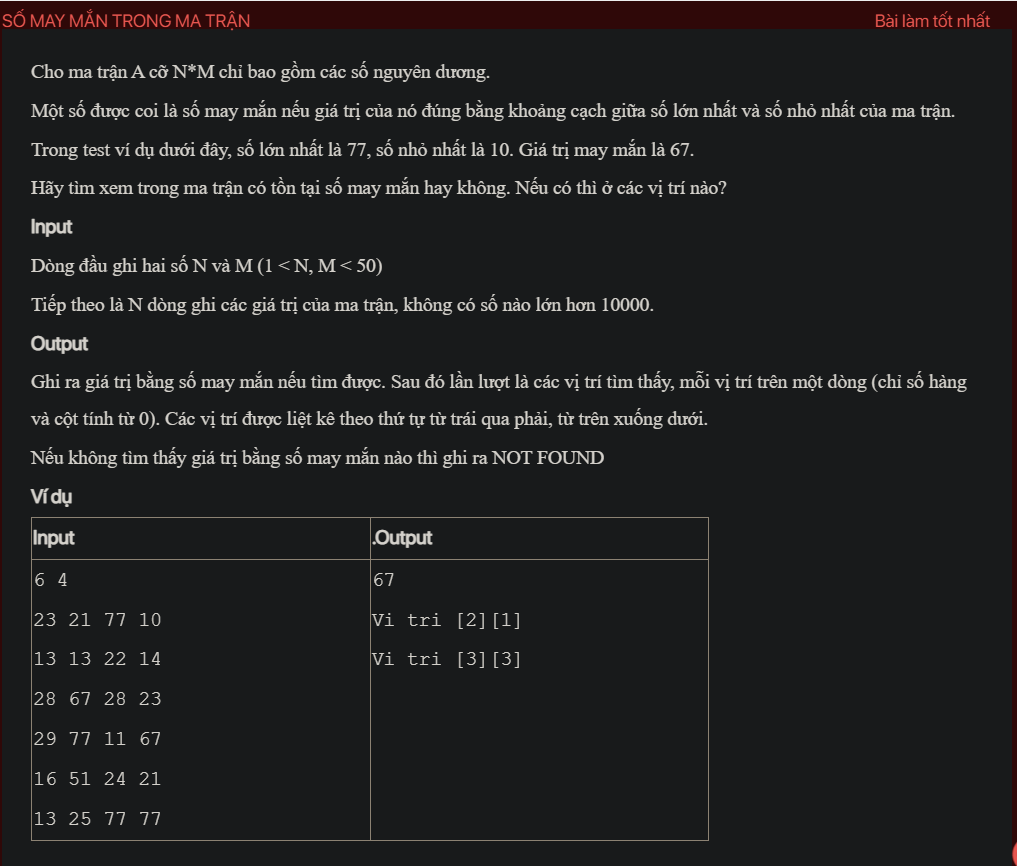 SỐ MAY MẮN TRONG MA TRẬN
Bài làm tốt nhất
Cho ma trận A cỡ N*M chỉ bao gồm các số nguyên dương.
Một số được coi là số may mắn nếu giá trị của nó đúng bằng khoảng cạch giữa số lớn nhất và số nhỏ nhất của ma trận.
Trong test ví dụ dưới đây, số lớn nhất là 77, số nhỏ nhất là 10. Giá trị may mắn là 67.
Hãy tìm xem trong ma trận có tồn tại số may mắn hay không. Nếu có thì ở các vị trí nào?
Input
Dòng đầu ghi hai số N và M (1 < N, M < 50)
Tiếp theo là N dòng ghi các giá trị của ma trận, không có số nào lớn hơn 10000.
Output
Ghi ra giá trị bằng số may mắn nếu tìm được. Sau đó lần lượt là các vị trí tìm thấy, mỗi vị trí trên một dòng (chỉ số hàng
và cột tính từ 0). Các vị trí được liệt kê theo thứ tự từ trái qua phải, từ trên xuống dưới.
Nếu không tìm thấy giá trị bằng số may mắn nào thì ghi ra NOT FOUND
Ví dụ
Input
.Output
6 4
23 21 77 10
13 13 22 14
28 67 28 23
29 77 11 67
16 51 24 21
13 25 77 77
67
Vi tri [2][1]
Vi tri [3][3]